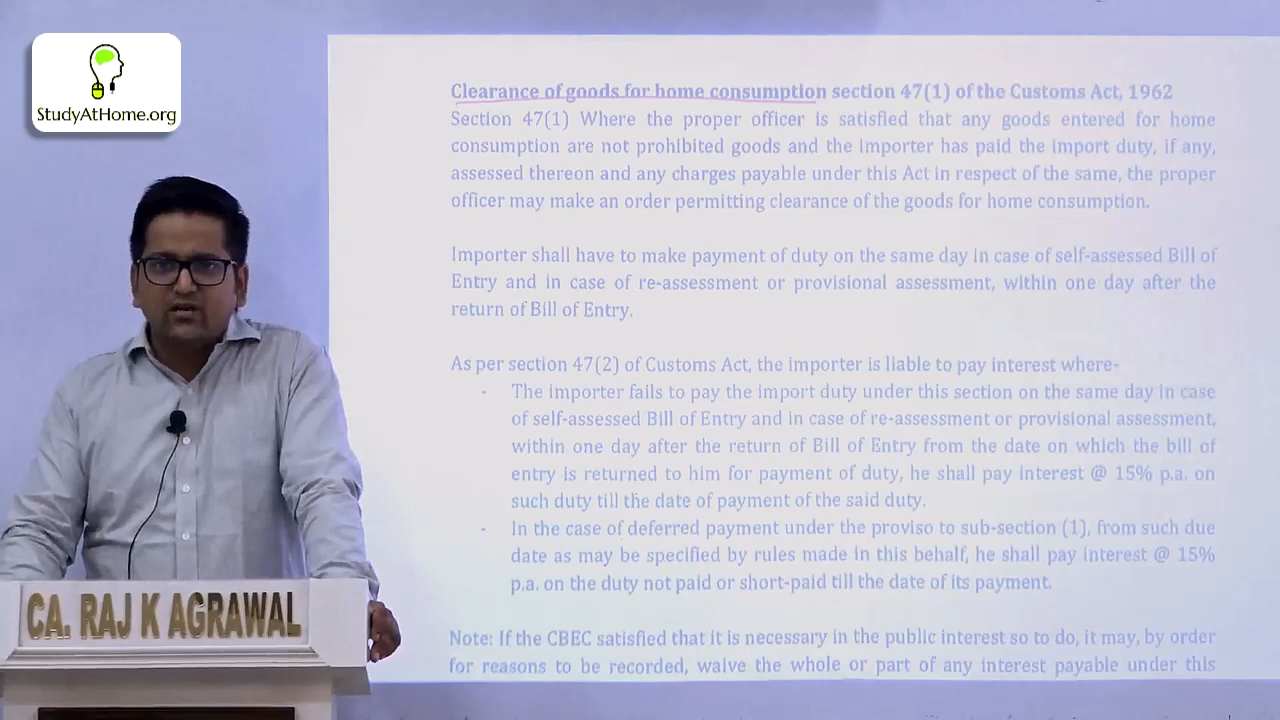 StudyAtHome.org
Clearance of goods for home consumption section 47(1) of the Customs Act, 1962
Section 47(1) Where the proper officer is satisfied that any goods entered for home
consumption are not prohibited goods and the importer has paid the import duty, if any,
assessed thereon and any charges payable under this Act in respect of the same, the proper
officer may make an order permitting clearance of the goods for home consumption.
Importer shall have to make payment of duty on the same day in case of self-assessed Bill of
Entry and in case of re-assessment or provisional assessment, within one day after the
return of Bill of Entry.
As per section 47(2) of Customs Act, the importer is liable to pay interest where-
- The importer fails to pay the import duty under this section on the same day in case
of self-assessed Bill of Entry and in case of re-assessment or provisional assessment,
within one day after the return of Bill of Entry from the date on which the bill of
entry is returned to him for payment of duty, he shall pay interest @ 15% p.a. on
such duty till the date of payment of the said duty.
- In the case of deferred payment under the proviso to sub-section (1), from such due
date as may be specified by rules made in this behalf, he shall pay interest @ 15%
p.a. on the duty not paid or short-paid till the date of its payment.
Note: If the CBEC satisfied that it is necessary in the public interest so to do, it may, by order
for reasons to be recorded, waive the whole or part of any interest payable under this
CA. RAJ K AGRAWAL